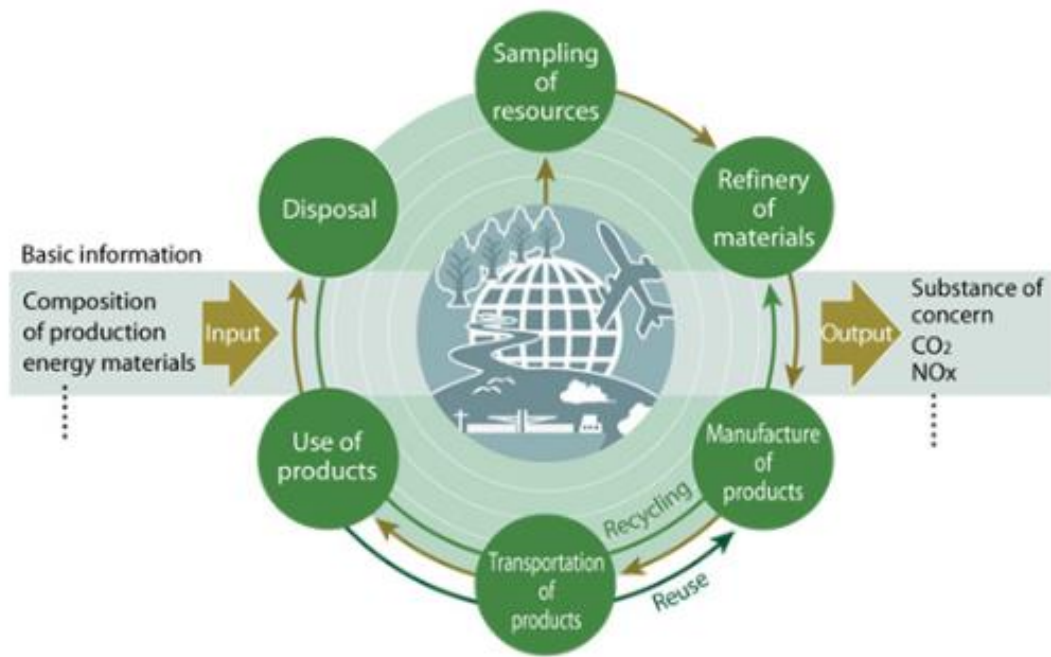 Sampling
of
resources
Disposal
Refinery
of
materials
Basic information
Composition
of production
energy materials
Input
Output
Substance of
concern
CO₂
NOx
Use of
products
Manufacture
of
products
Recycling
Transportation
of
products
Reuse